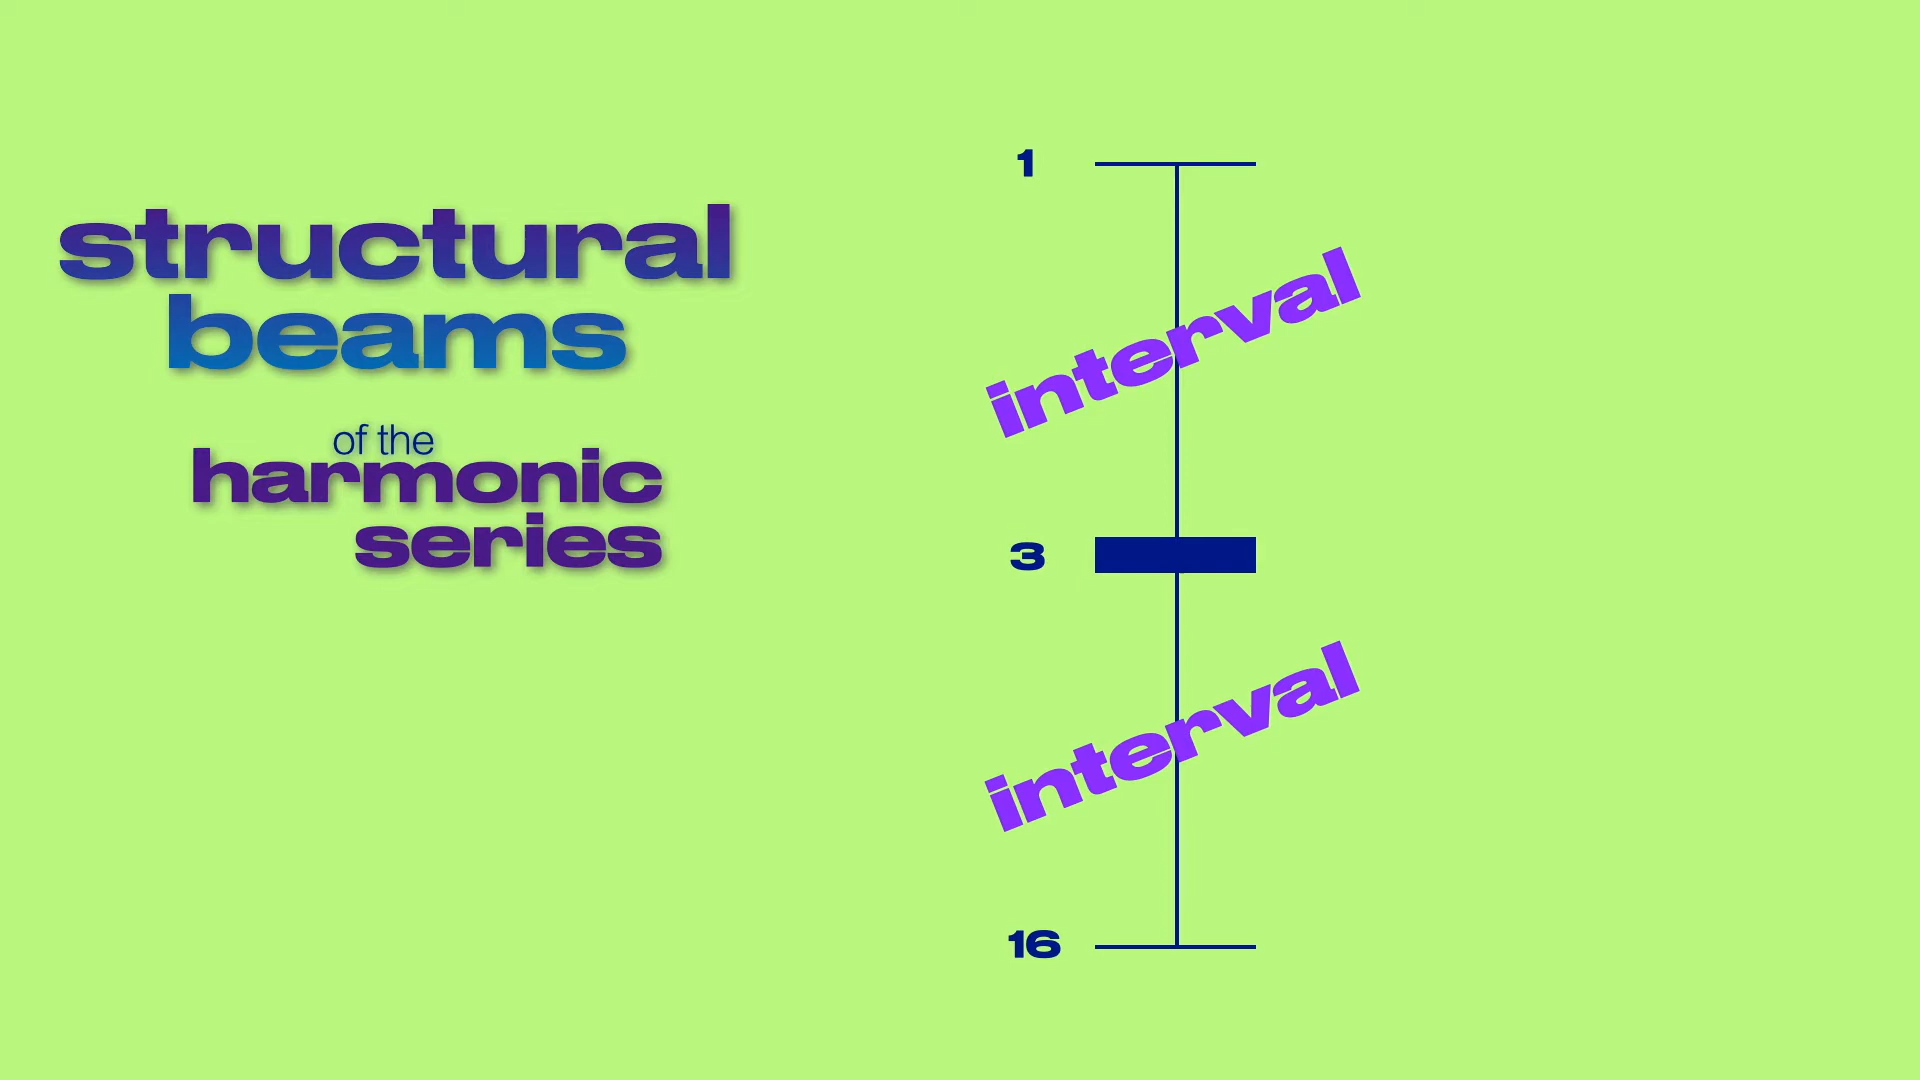 structural
beams
of the
harmonic
series
1
interval
3
interval
16